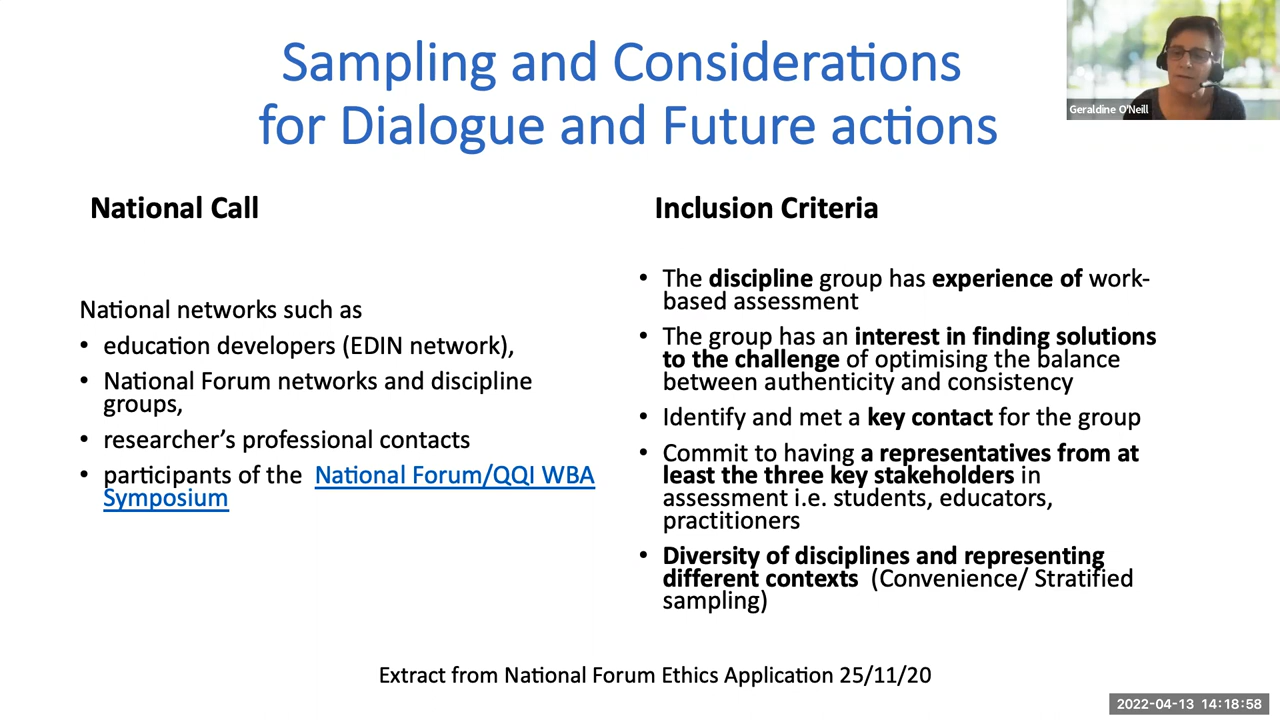 Sampling and Considerations
for Dialogue and Future actions
Geraldine O'Neill
National Call
National networks such as
• education developers (EDIN network),
• National Forum networks and discipline
groups,
• researcher's professional contacts
• participants of the National Forum/QQI WBA
Symposium
Inclusion Criteria
• The discipline group has experience of work-
based assessment
• The group has an interest in finding solutions
to the challenge of optimising the balance
between authenticity and consistency
• Identify and met a key contact for the group
• Commit to having a representatives from at
least the three key stakeholders in
assessment i.e. students, educators,
practitioners
• Diversity of disciplines and representing
different contexts (Convenience/ Stratified
sampling)
Extract from National Forum Ethics Application 25/11/20
2022-04-13 14:18:58